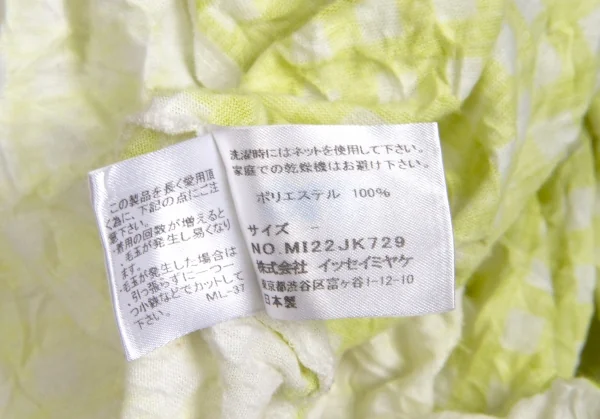 この製品を長く愛用頂
く為に、下記の点にご注
意下さい。
・着用の回数が増えると
毛玉が発生し易くなり
ます。
・毛玉が発生した場合は
引っ張らずに一つ一
つ小鋏などでカットして
下さい。
ML-37
洗濯時にはネットを使用して下さい。
家庭での乾燥機はお避け下さい。
ポリエステル 100%
サイズ －
NO.MI22JK729
株式会社 イッセイミヤケ
東京都渋谷区富ヶ谷1-12-10
日本製